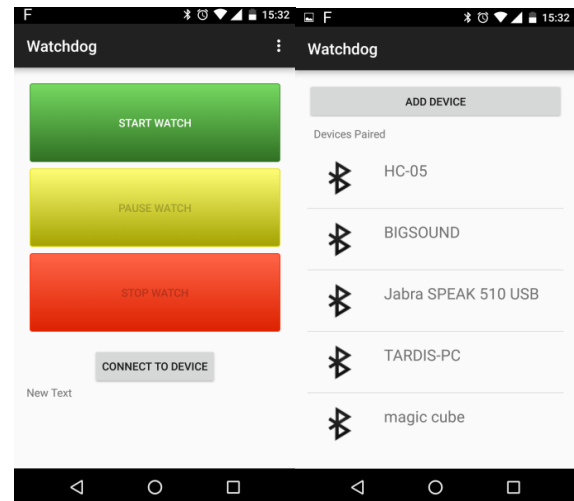 F 15:32
Watchdog
START WATCH
PAUSE WATCH
STOP WATCH
CONNECT TO DEVICE
New Text
F 15:32
Watchdog
ADD DEVICE
Devices Paired
HC-05
BIGSOUND
Jabra SPEAK 510 USB
TARDIS-PC
magic cube